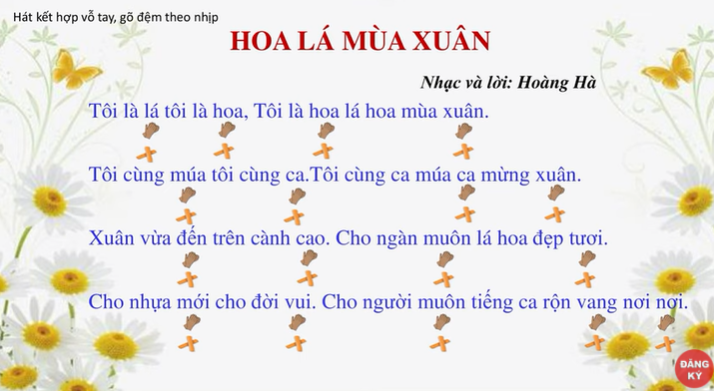 Hát kết hợp vỗ tay, gõ đệm theo nhịp
HOA LÁ MÙA XUÂN
Nhạc và lời: Hoàng Hà
Tôi là lá tôi là hoa, Tôi là hoa lá hoa mùa xuân.
Tôi cùng múa tôi cùng ca.Tôi cùng ca múa ca mừng xuân.
Xuân vừa đến trên cành cao. Cho ngàn muôn lá hoa đẹp tươi.
Cho nhựa mới cho đời vui. Cho người muôn tiếng ca rộn vang nơi nơi.
ĐĂNG
KÝ